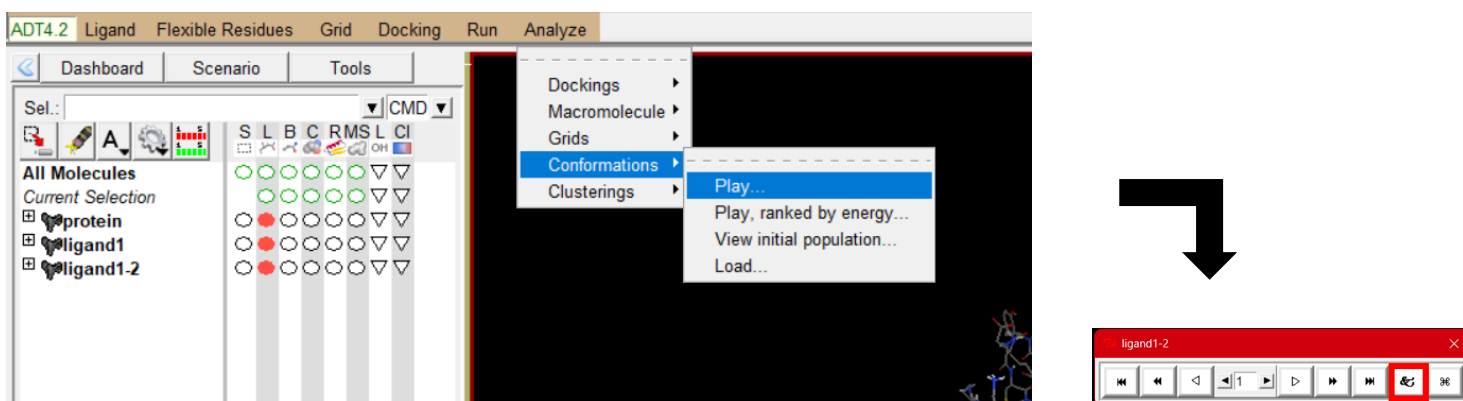 ADT4.2 Ligand Flexible Residues Grid Docking Run Analyze
Dashboard Scenario Tools
Sel.: CMD
A
S L B C R MS L Cl
OH
All Molecules
Current Selection
protein
ligand1
ligand1-2
Dockings
Macromolecule
Grids
Conformations
Clusterings
Play...
Play, ranked by energy...
View initial population...
Load...
ligand1-2
1 & ⌘